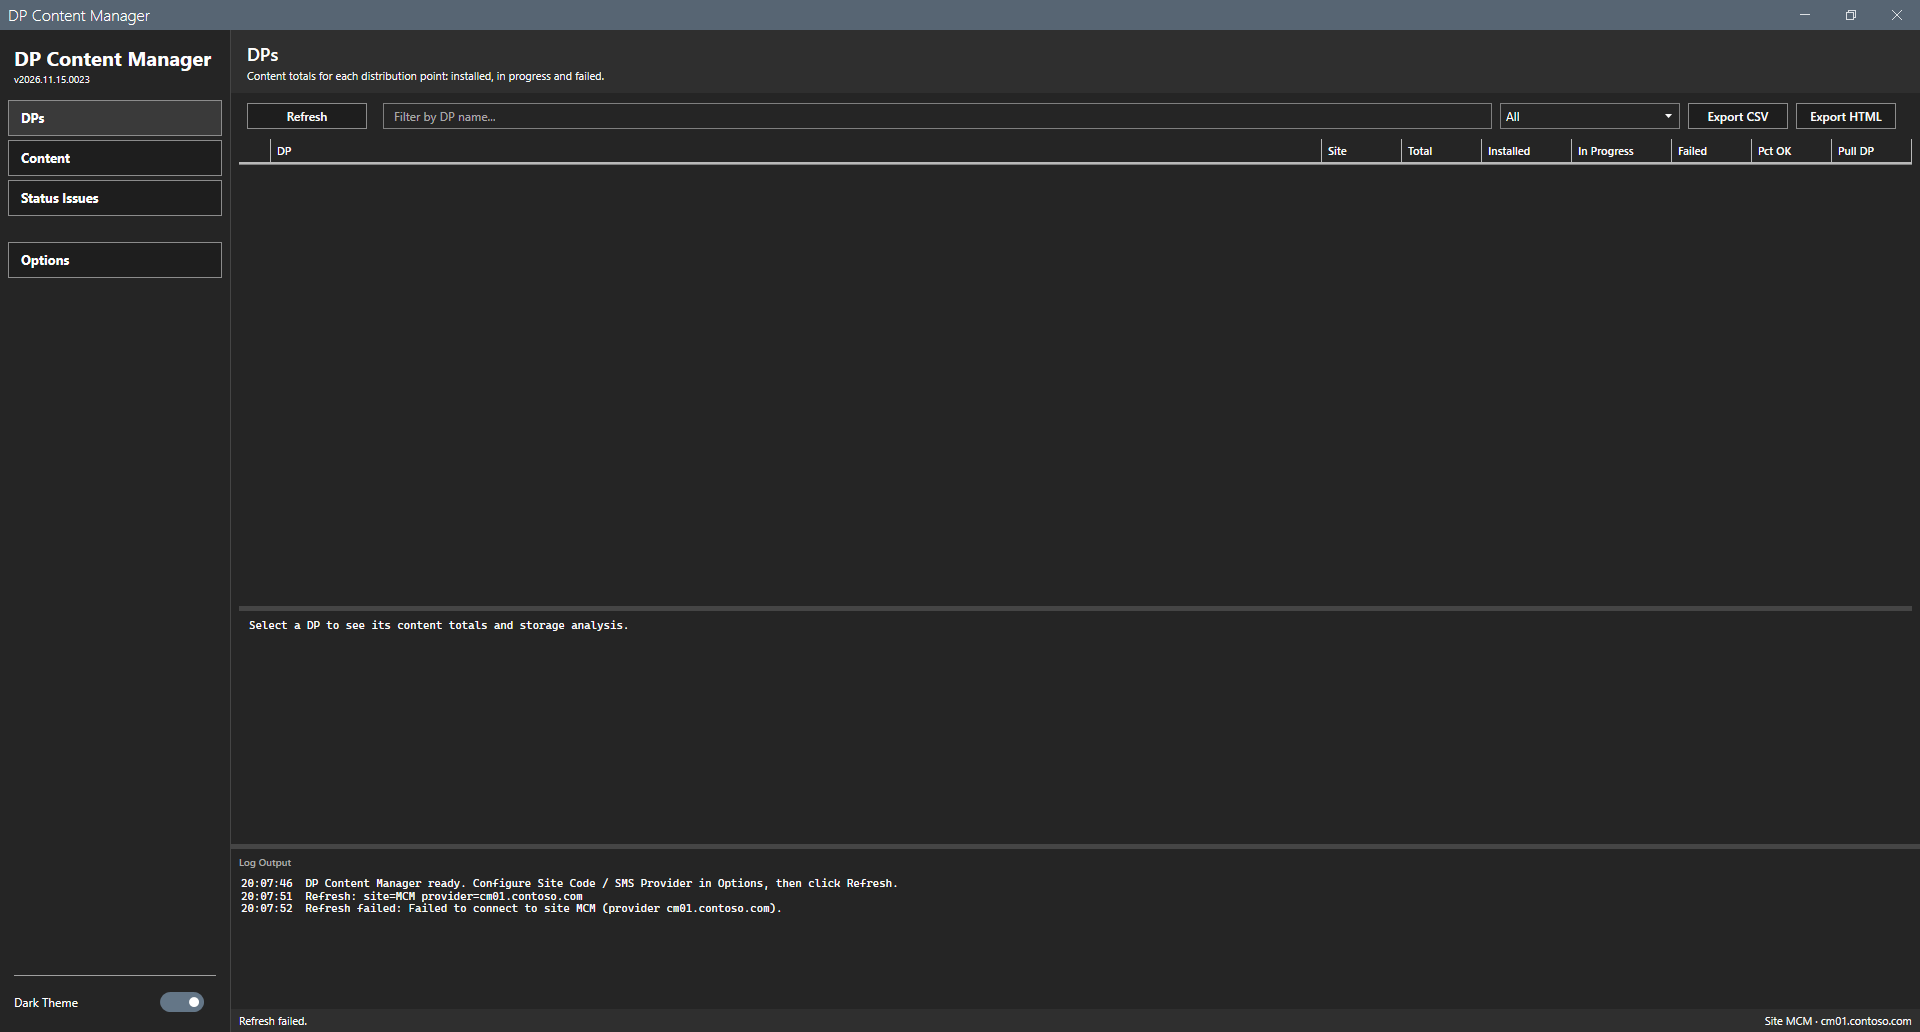 DP Content Manager
DP Content Manager
v2026.11.15.0023
DPs
Content
Status Issues
Options
Dark Theme
DPs
Content totals for each distribution point: installed, in progress and failed.
Refresh
Filter by DP name...
All
Export CSV
Export HTML
DP
Site
Total
Installed
In Progress
Failed
Pct OK
Pull DP
Select a DP to see its content totals and storage analysis.
Log Output
20:07:46  DP Content Manager ready. Configure Site Code / SMS Provider in Options, then click Refresh.
20:07:51  Refresh: site=MCM provider=cm01.contoso.com
20:07:52  Refresh failed: Failed to connect to site MCM (provider cm01.contoso.com).
Refresh failed.
Site MCM · cm01.contoso.com